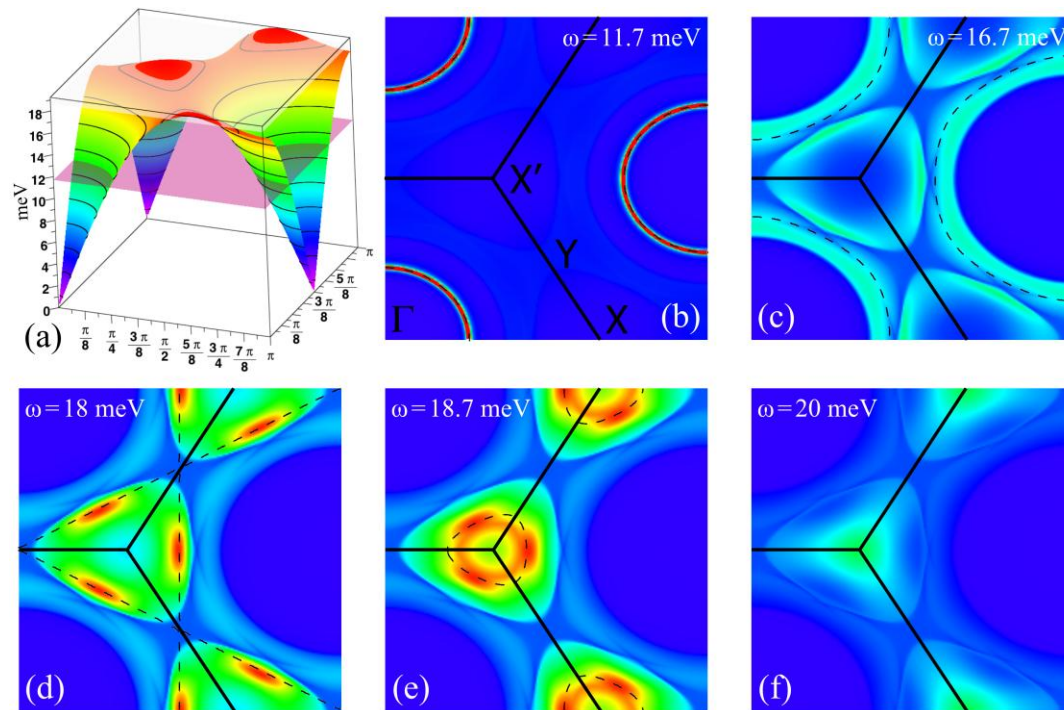 18
16
14
12
10
8
6
4
2
0
meV
π/8
π/4
3π/8
π/2
5π/8
3π/4
7π/8
π
π/8
3π/8
5π/8
π
(a)
ω=11.7 meV
X′
Y
Γ
X
(b)
ω=16.7 meV
(c)
ω=18 meV
(d)
ω=18.7 meV
(e)
ω=20 meV
(f)